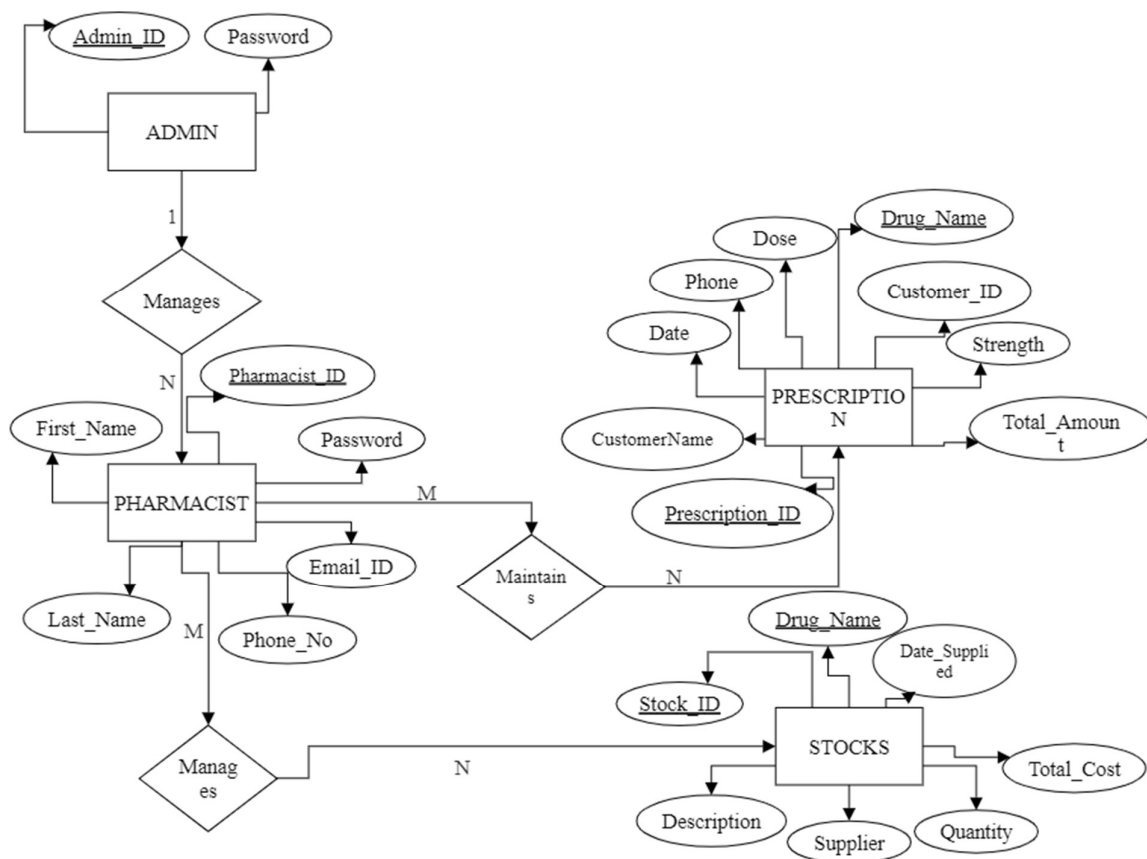 Admin_ID
Password
ADMIN
1
Manages
N
Pharmacist_ID
First_Name
Password
PHARMACIST
M
Email_ID
Last_Name
Phone_No
M
Manag
es
N
Maintain
s
N
Drug_Name
Dose
Phone
Customer_ID
Date
Strength
PRESCRIPTIO
N
CustomerName
Total_Amoun
t
Prescription_ID
Drug_Name
Date_Suppli
ed
Stock_ID
STOCKS
Total_Cost
Description
Supplier
Quantity